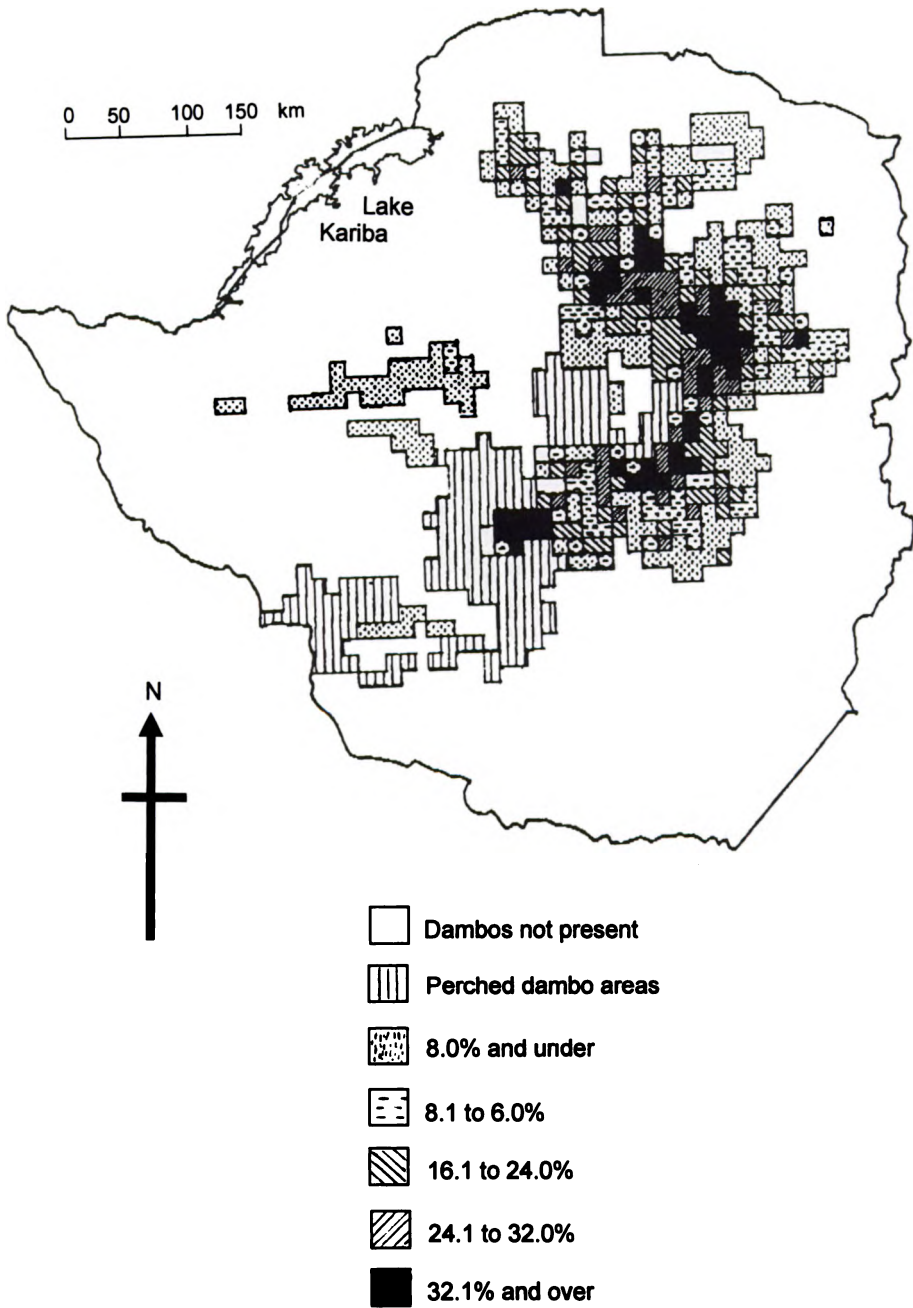 0 50 100 150 km
Lake
Kariba
N
Dambos not present
Perched dambo areas
8.0% and under
8.1 to 6.0%
16.1 to 24.0%
24.1 to 32.0%
32.1% and over